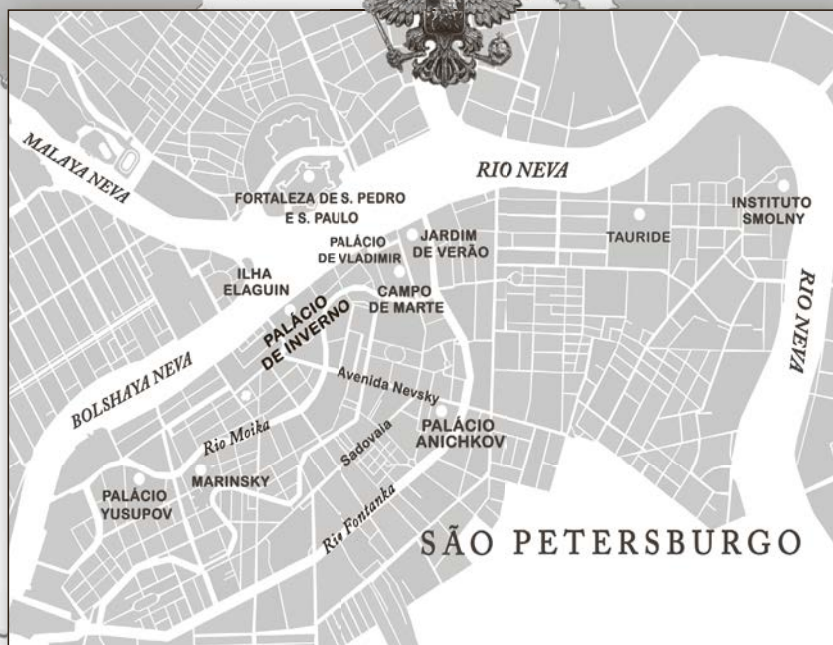 MALAYA NEVA
RIO NEVA
FORTALEZA DE S. PEDRO
E S. PAULO
INSTITUTO
SMOLNY
TAURIDE
JARDIM
DE VERÃO
PALÁCIO
DE VLADIMIR
ILHA
ELAGUIN
CAMPO
DE MARTE
PALÁCIO
DE INVERNO
RIO NEVA
BOLSHAYA NEVA
Avenida Nevsky
Rio Moika
Sadovaia
PALÁCIO
ANICHKOV
MARINSKY
PALÁCIO
YUSUPOV
Rio Fontanka
SÃO PETERSBURGO